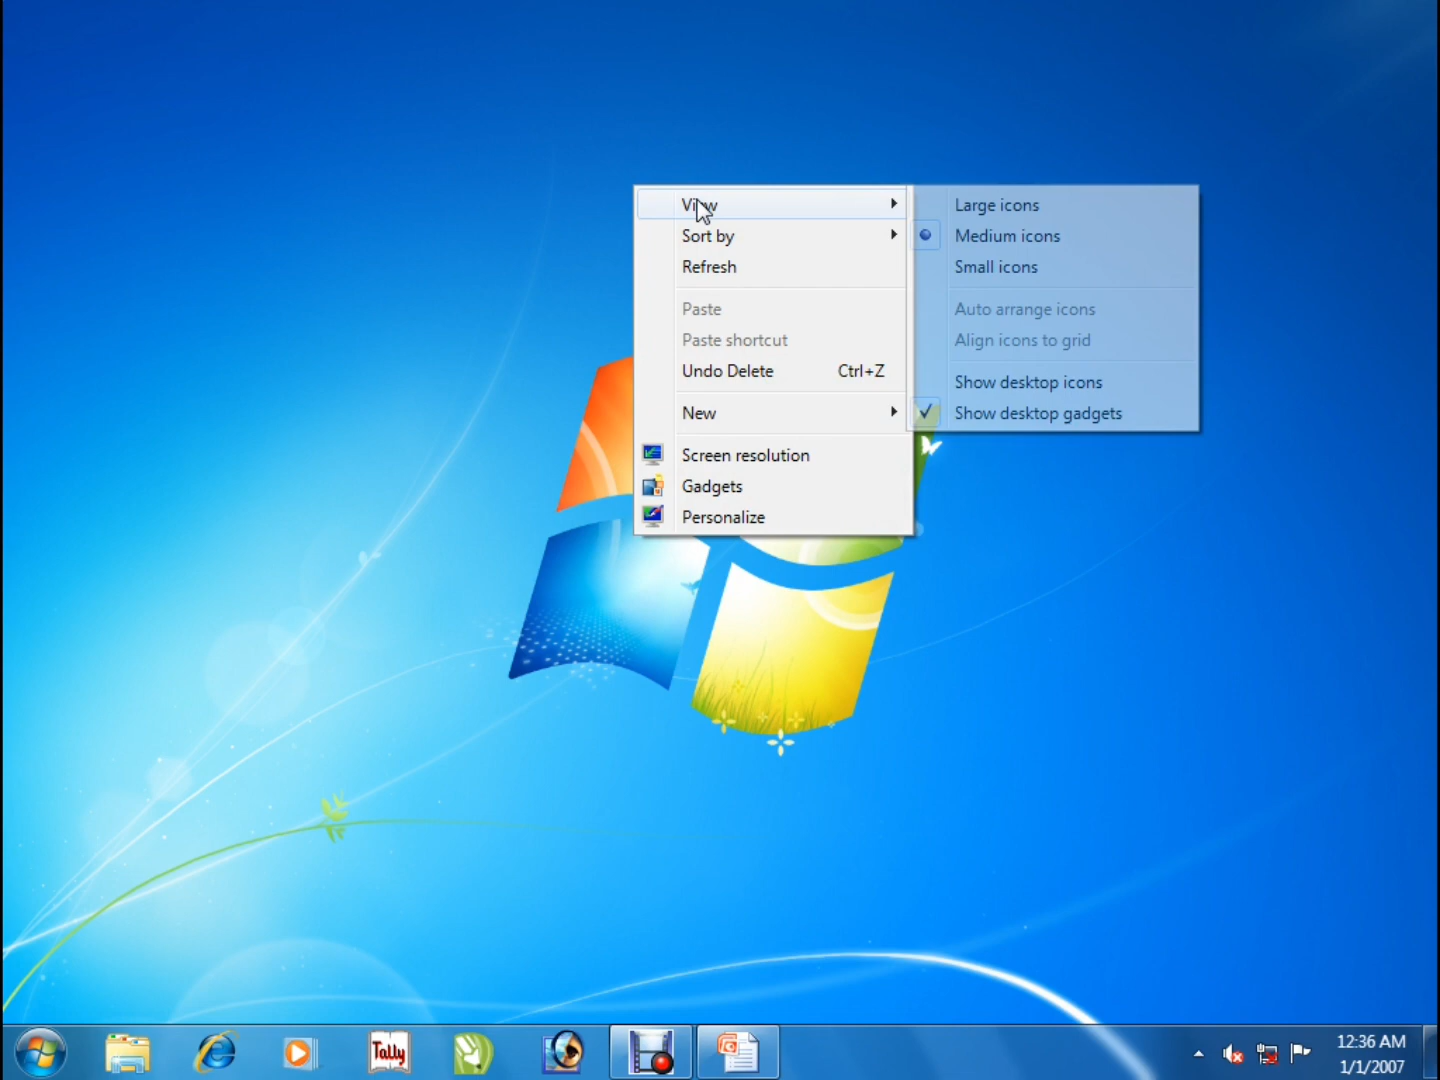 View
Sort by
Refresh
Paste
Paste shortcut
Undo Delete Ctrl+Z
New
Screen resolution
Gadgets
Personalize
Large icons
Medium icons
Small icons
Auto arrange icons
Align icons to grid
Show desktop icons
Show desktop gadgets
Tally
12:36 AM
1/1/2007